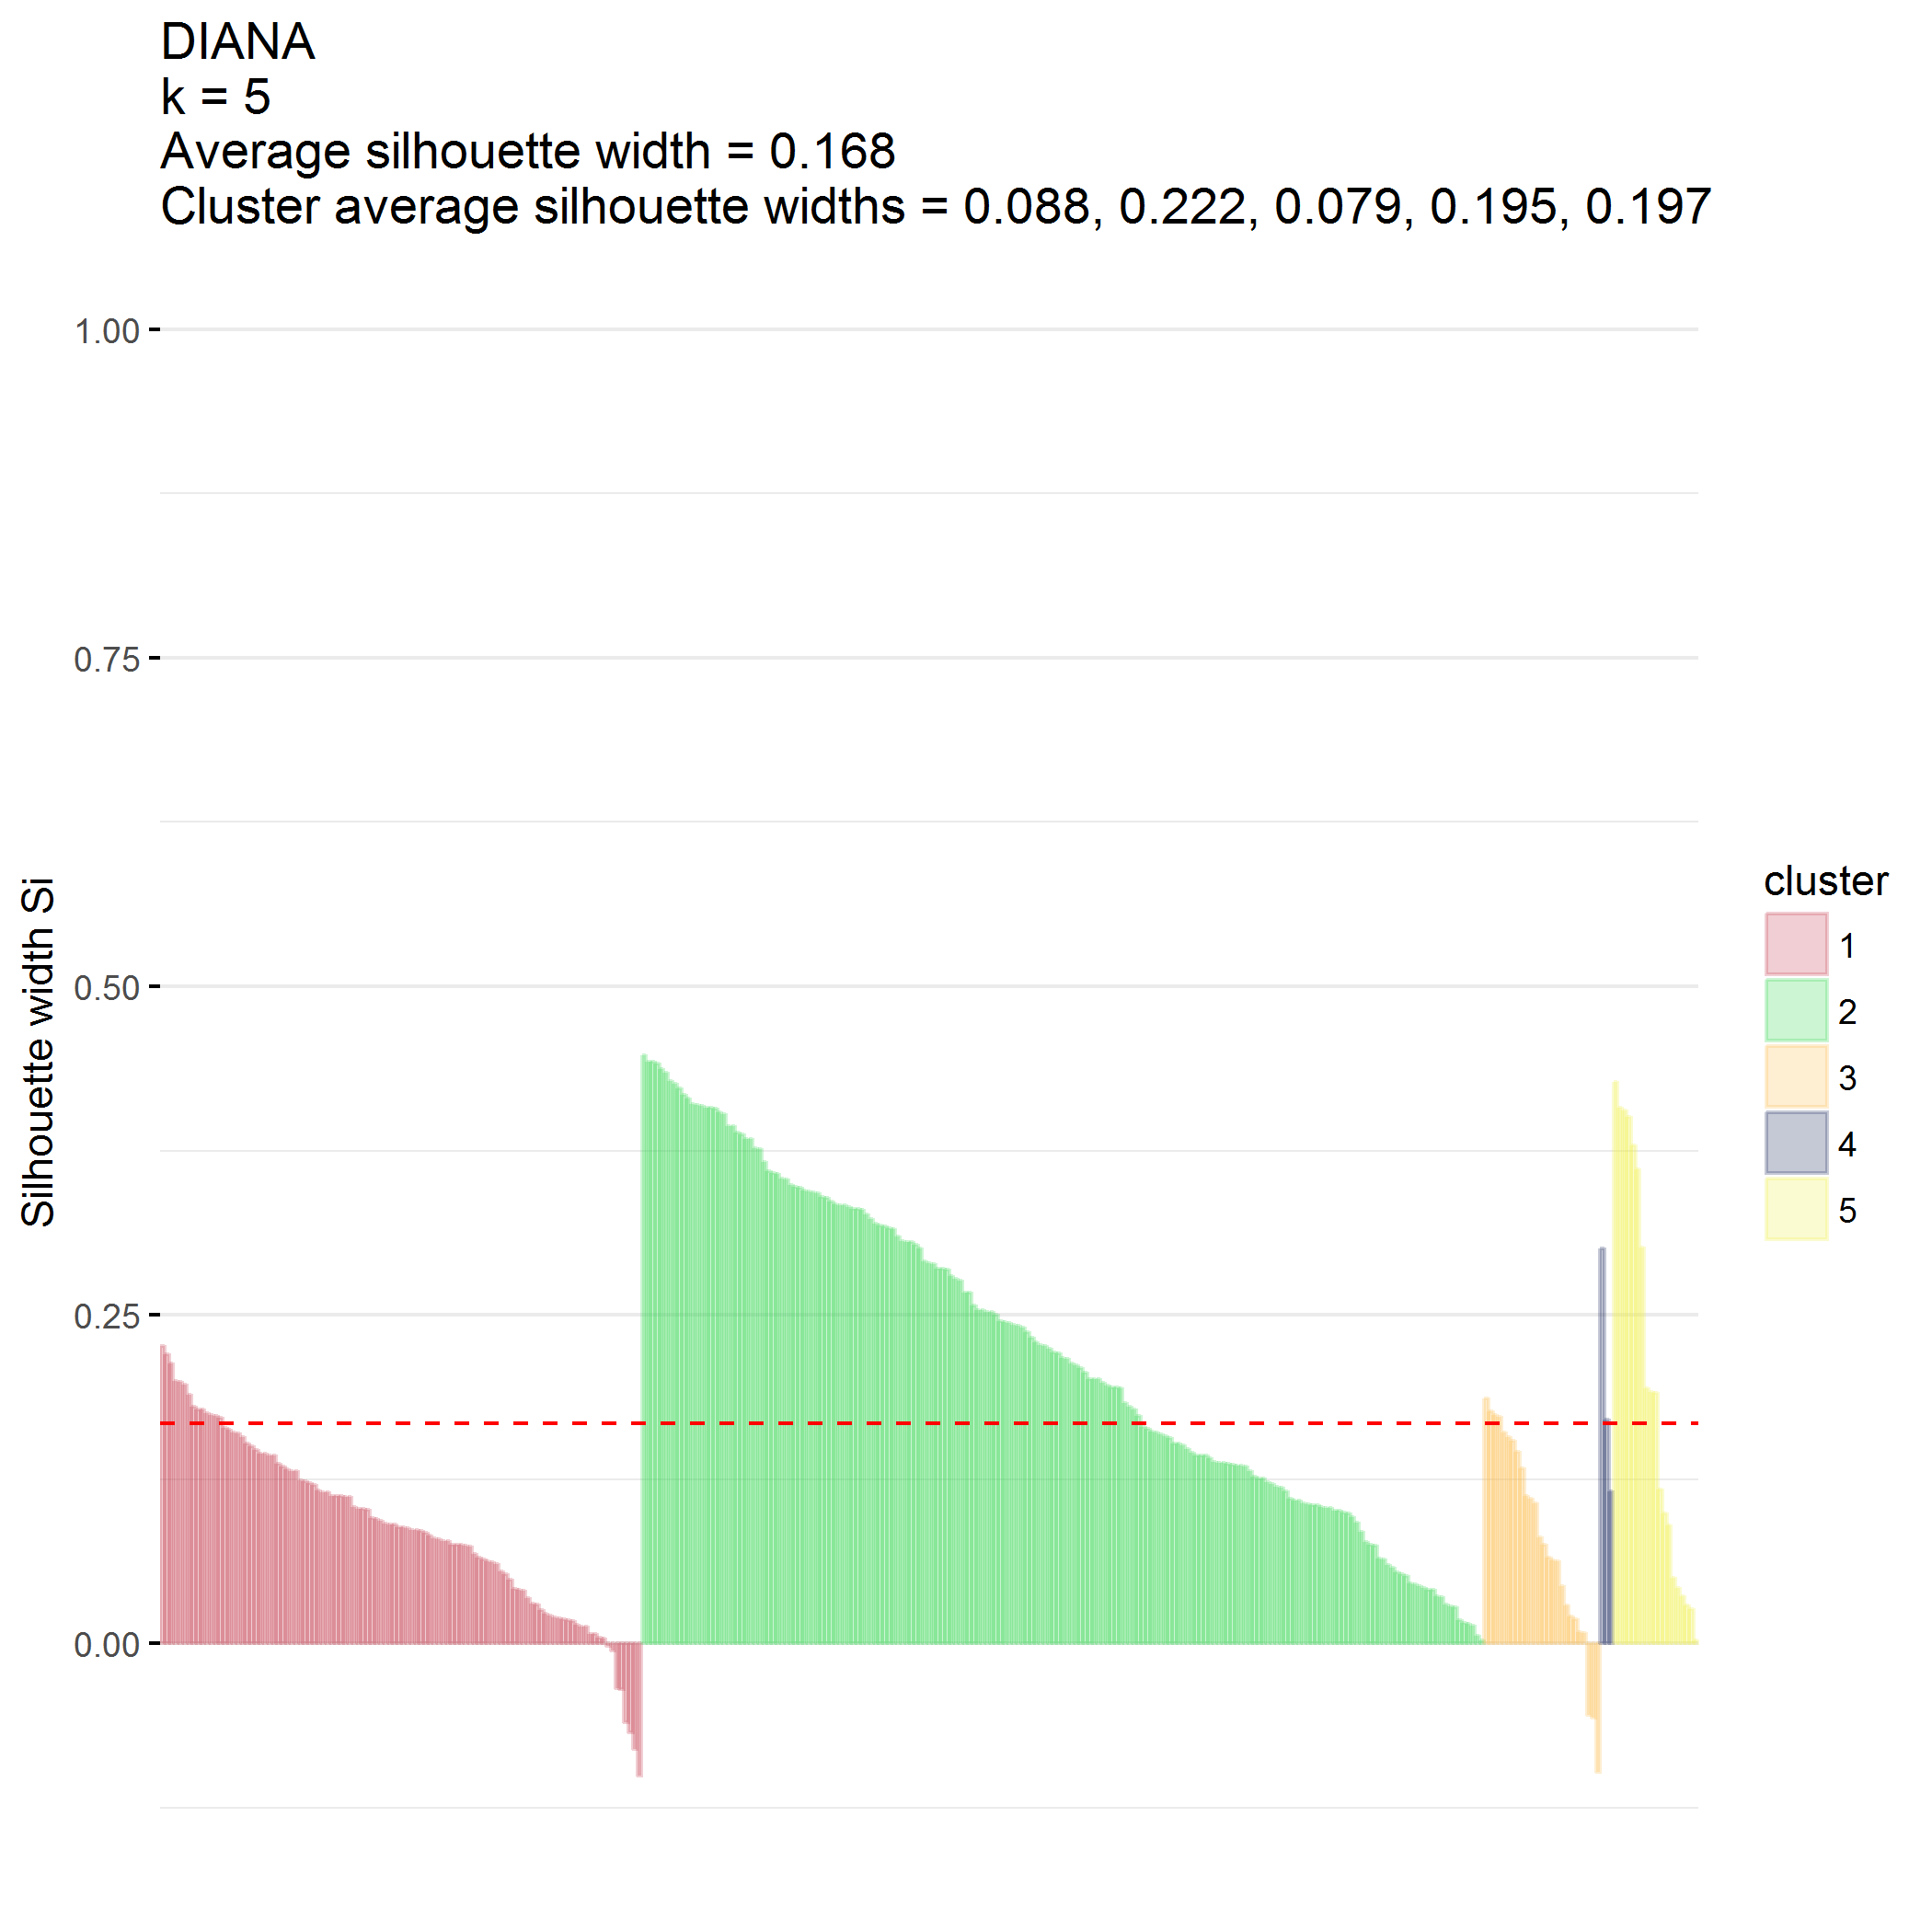 DIANA
k = 5
Average silhouette width = 0.168
Cluster average silhouette widths = 0.088, 0.222, 0.079, 0.195, 0.197
1.00
0.75
0.50
0.25
0.00
Silhouette width Si
cluster
1
2
3
4
5